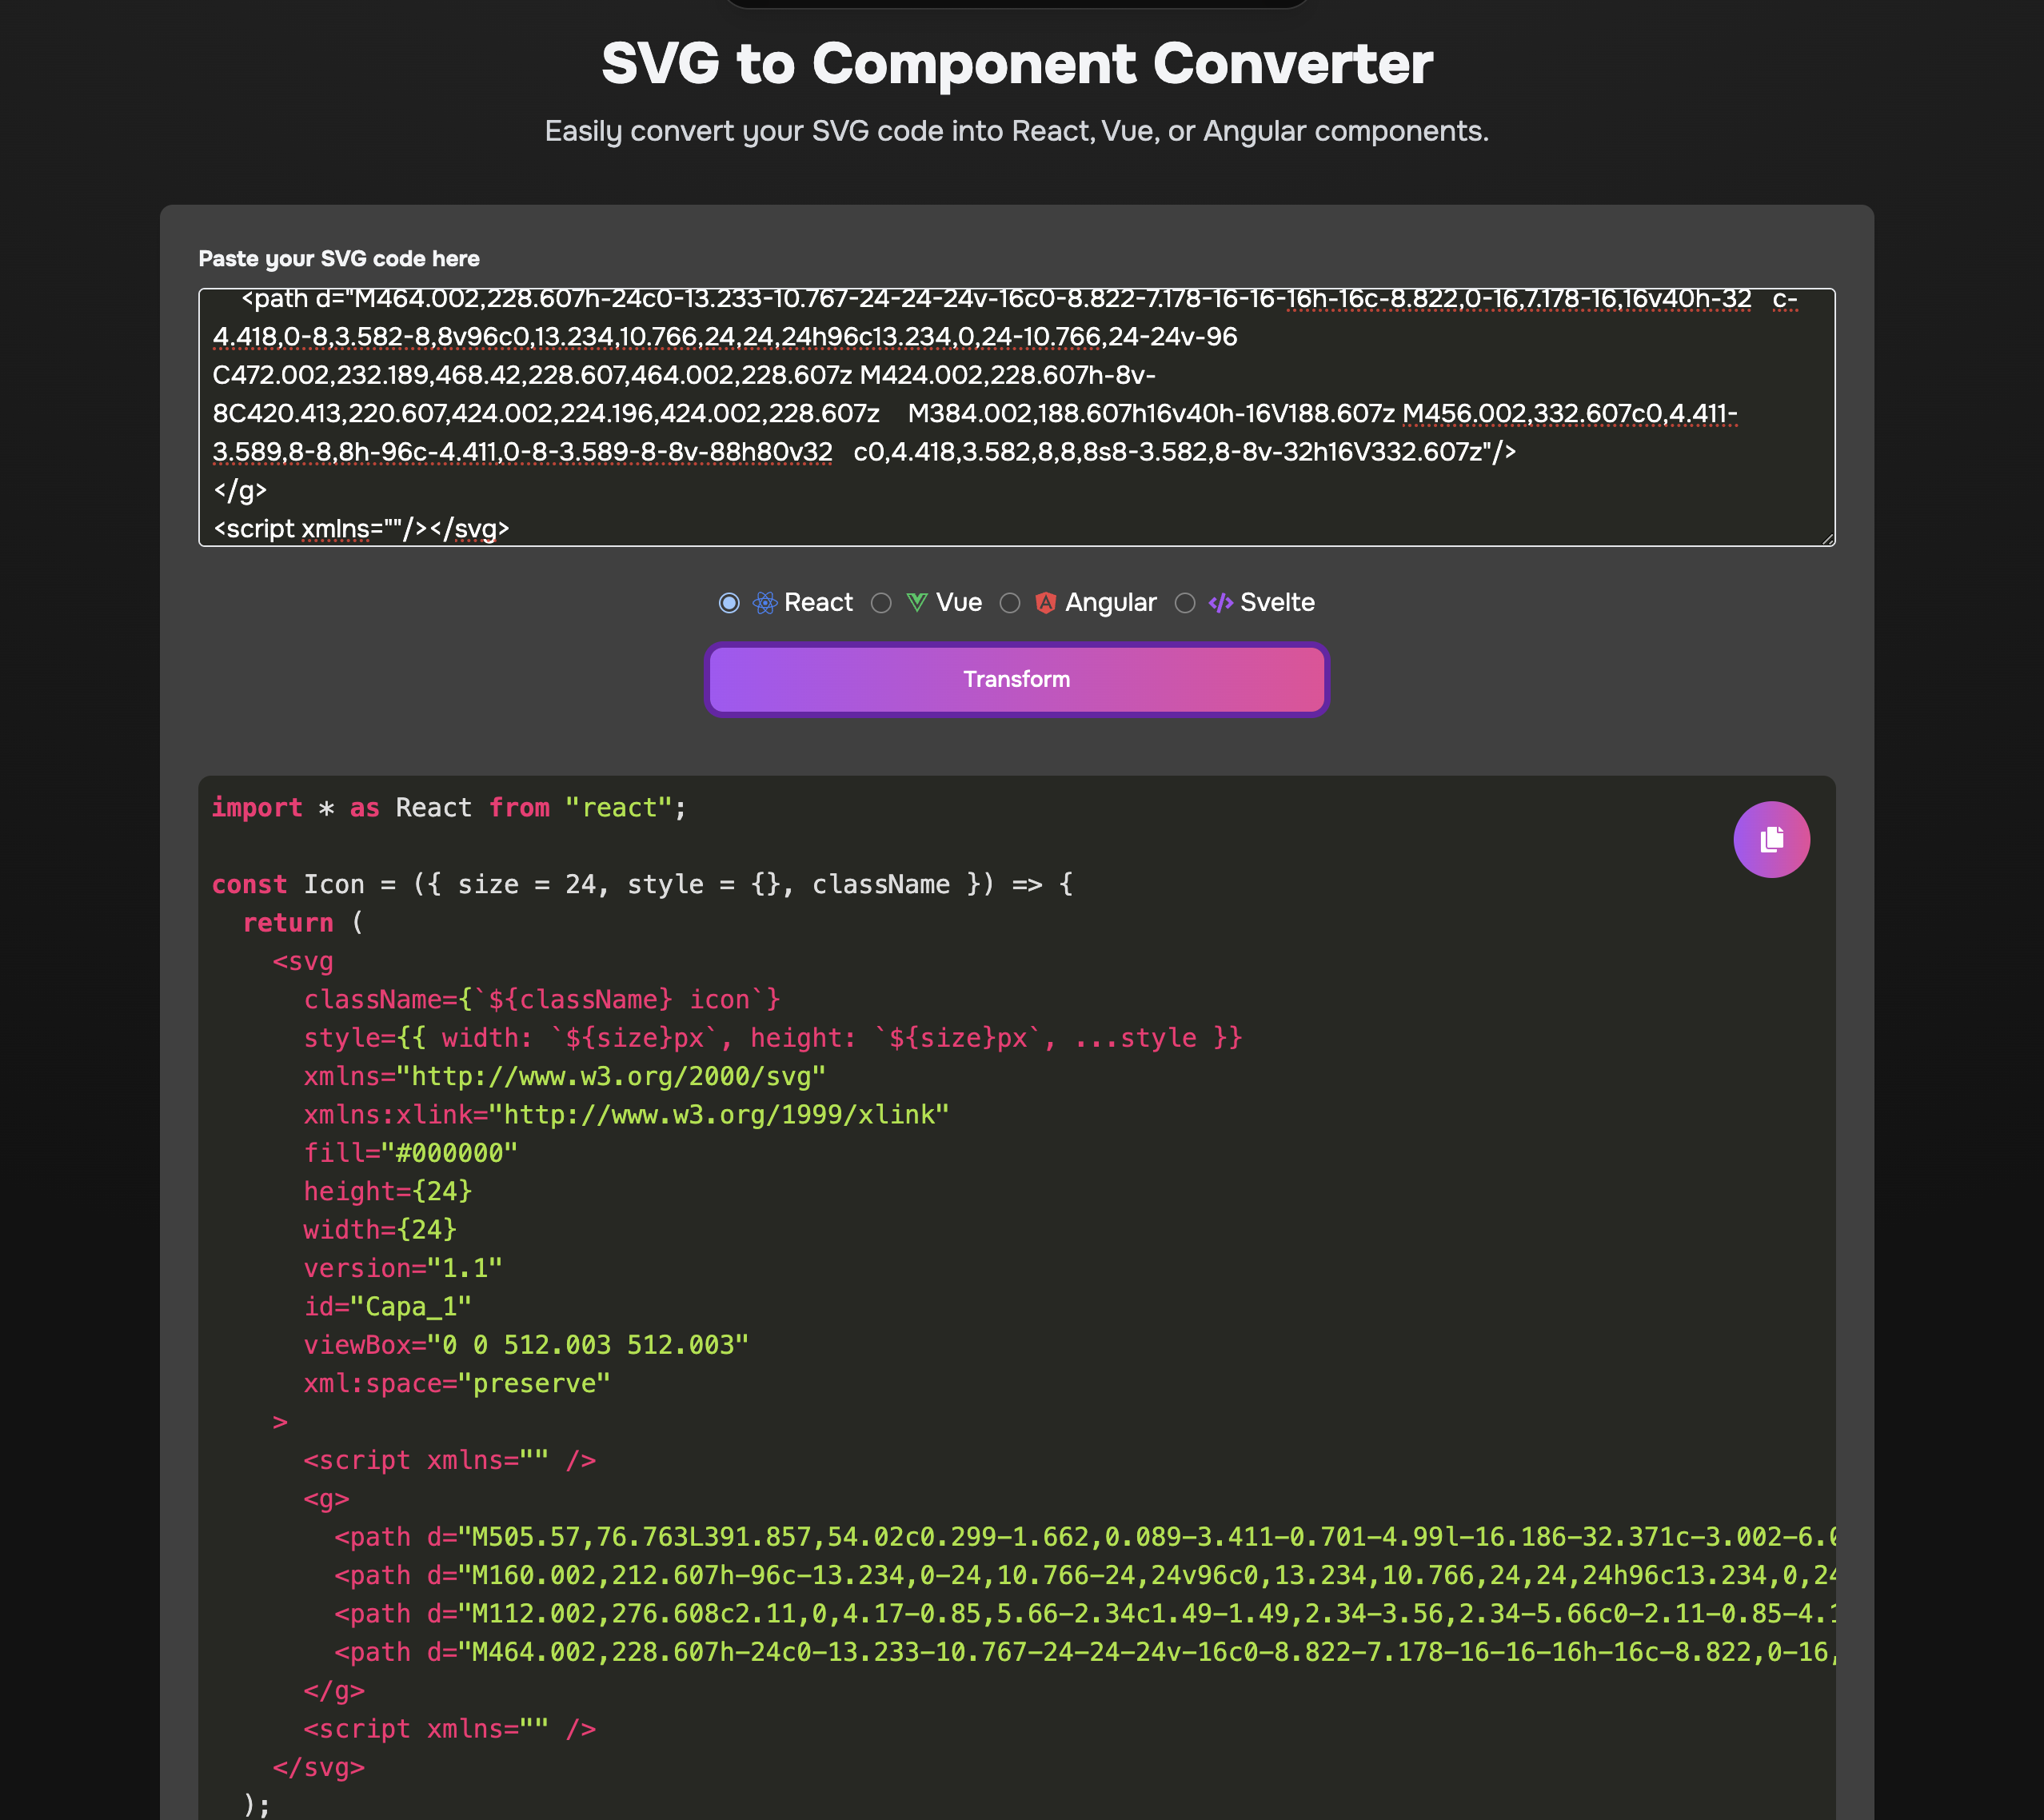 SVG to Component Converter
Easily convert your SVG code into React, Vue, or Angular components.
Paste your SVG code here
<path d="M464.002,228.607h-24c0-13.233-10.767-24-24-24v-16c0-8.822-7.178-16-16-16h-16c-8.822,0-16,7.178-16,16v40h-32   c-
4.418,0-8,3.582-8,8v96c0,13.234,10.766,24,24,24h96c13.234,0,24-10.766,24-24v-96
C472.002,232.189,468.42,228.607,464.002,228.607z M424.002,228.607h-8v-
8C420.413,220.607,424.002,224.196,424.002,228.607z    M384.002,188.607h16v40h-16V188.607z M456.002,332.607c0,4.411-
3.589,8-8,8h-96c-4.411,0-8-3.589-8-8v-88h80v32   c0,4.418,3.582,8,8,8s8-3.582,8-8v-32h16V332.607z"/>
</g>
<script xmlns=""/></svg>
React Vue Angular Svelte
Transform
import * as React from "react";
const Icon = ({ size = 24, style = {}, className }) => {
return (
<svg
className={`${className} icon`}
style={{ width: `${size}px`, height: `${size}px`, ...style }}
xmlns="http://www.w3.org/2000/svg"
xmlns:xlink="http://www.w3.org/1999/xlink"
fill="#000000"
height={24}
width={24}
version="1.1"
id="Capa_1"
viewBox="0 0 512.003 512.003"
xml:space="preserve"
>
<script xmlns="" />
<g>
<path d="M505.57,76.763L391.857,54.02c0.299-1.662,0.089-3.411-0.701-4.99l-16.186-32.371c-3.002-6.0
<path d="M160.002,212.607h-96c-13.234,0-24,10.766-24,24v96c0,13.234,10.766,24,24,24h96c13.234,0,24
<path d="M112.002,276.608c2.11,0,4.17-0.85,5.66-2.34c1.49-1.49,2.34-3.56,2.34-5.66c0-2.11-0.85-4.1
<path d="M464.002,228.607h-24c0-13.233-10.767-24-24-24v-16c0-8.822-7.178-16-16-16h-16c-8.822,0-16,
</g>
<script xmlns="" />
</svg>
);